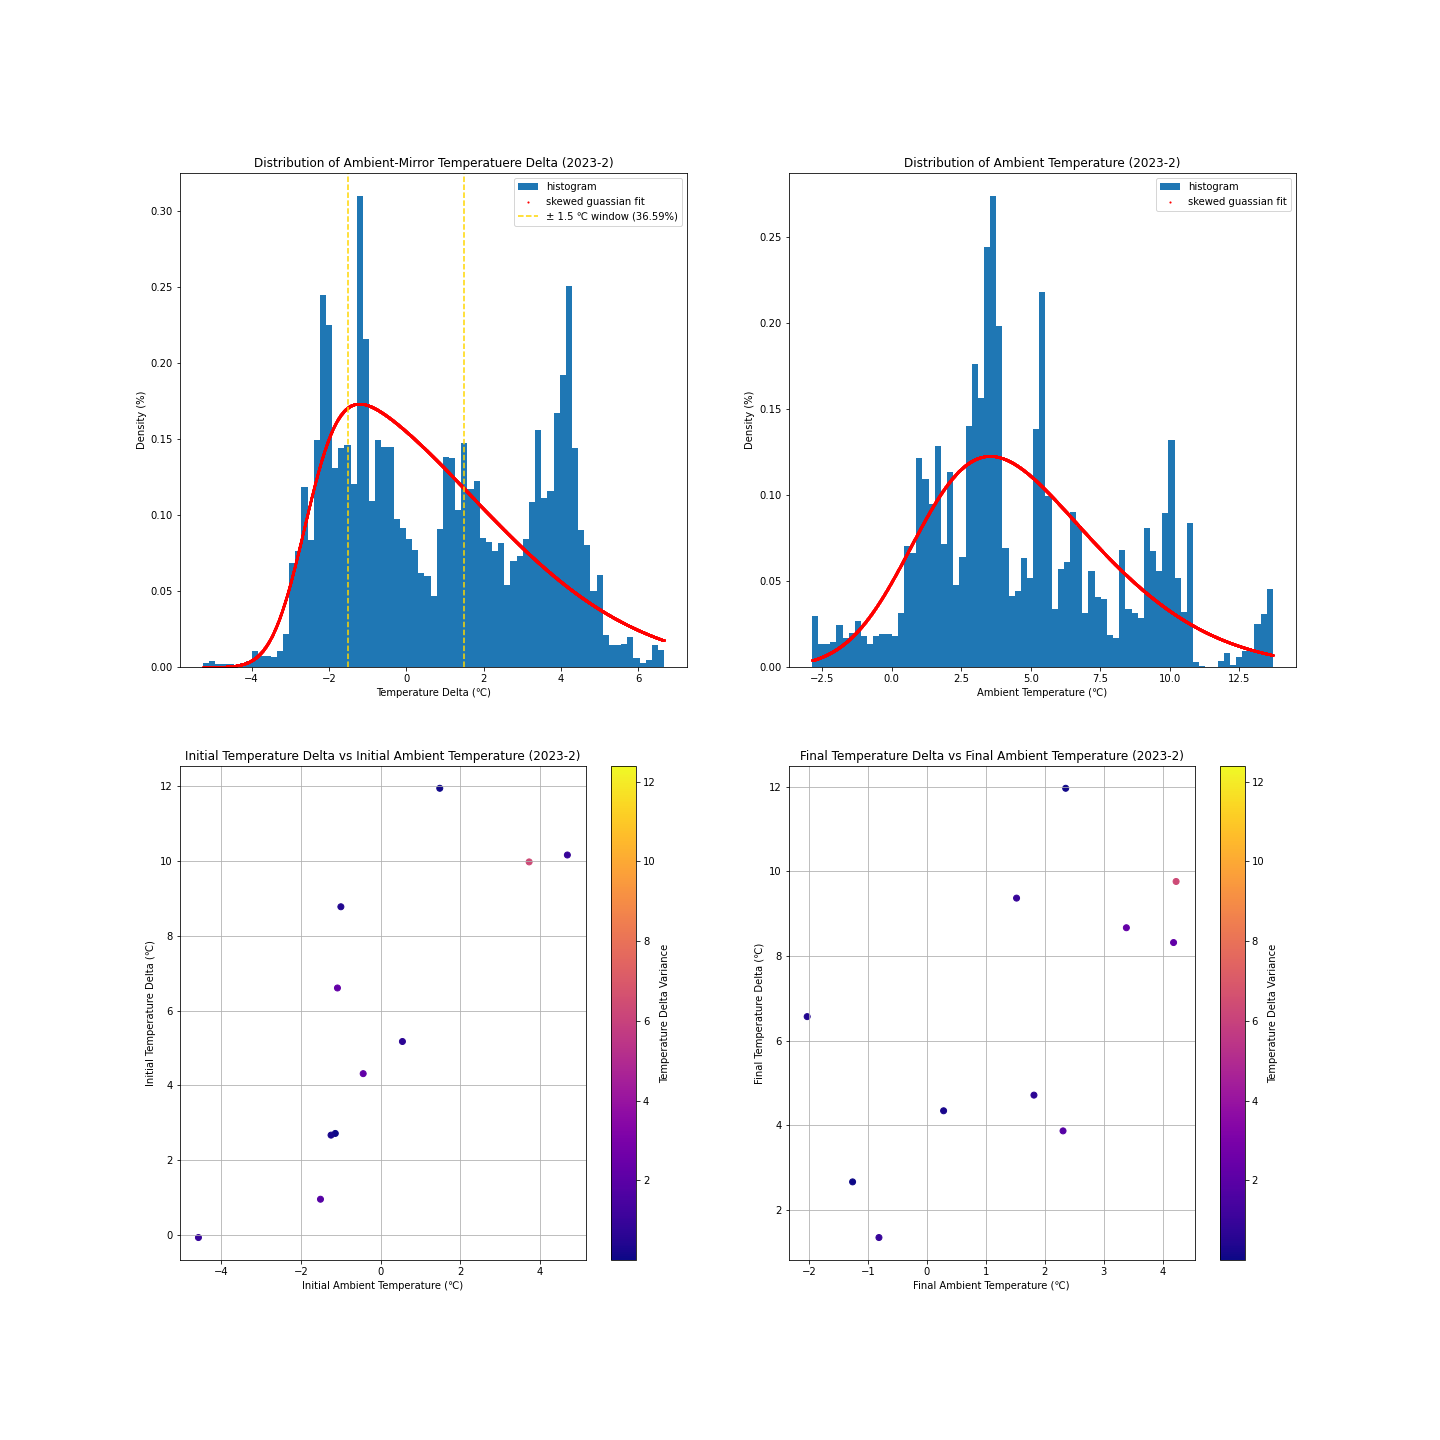 Distribution of Ambient-Mirror Temperatuere Delta (2023-2)
histogram
skewed guassian fit
± 1.5 °C window (36.59%)
Density (%)
0.30
0.25
0.20
0.15
0.10
0.05
0.00
−4 −2 0 2 4 6
Temperature Delta (°C)
Distribution of Ambient Temperature (2023-2)
histogram
skewed guassian fit
Density (%)
0.25
0.20
0.15
0.10
0.05
0.00
−2.5 0.0 2.5 5.0 7.5 10.0 12.5
Ambient Temperature (°C)
Initial Temperature Delta vs Initial Ambient Temperature (2023-2)
Initial Temperature Delta (°C)
12
10
8
6
4
2
0
−4 −2 0 2 4
Initial Ambient Temperature (°C)
12
10
8
6
4
2
Temperature Delta Variance
Final Temperature Delta vs Final Ambient Temperature (2023-2)
Final Temperature Delta (°C)
12
10
8
6
4
2
−2 −1 0 1 2 3 4
Final Ambient Temperature (°C)
12
10
8
6
4
2
Temperature Delta Variance